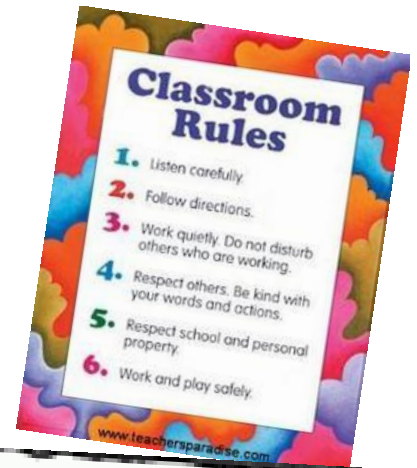 Classroom
Rules
1. Listen carefully.
2. Follow directions.
3. Work quietly. Do not disturb
others who are working.
4. Respect others. Be kind with
your words and actions.
5. Respect school and personal
property.
6. Work and play safely.
www.teachersparadise.com